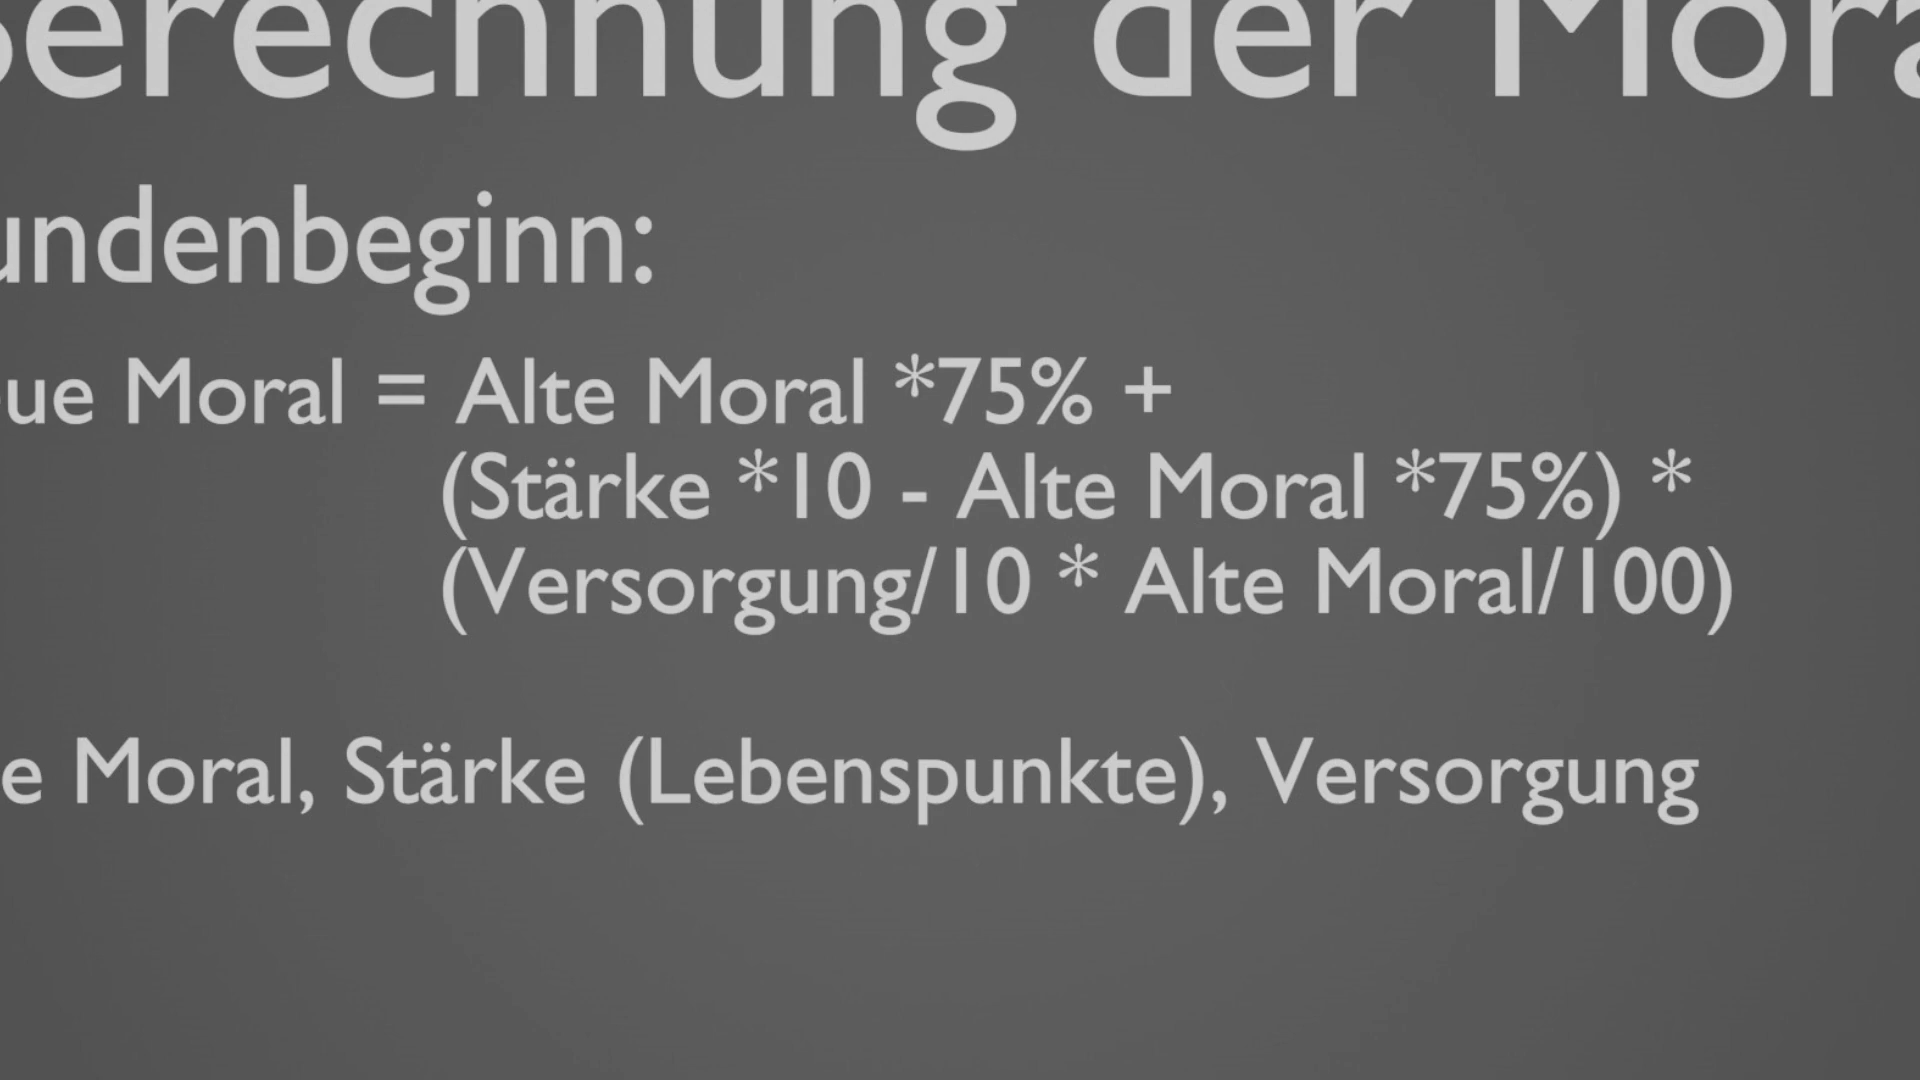 Berechnung der Mora
undenbeginn:
ue Moral = Alte Moral *75% +
(Stärke *10 - Alte Moral *75%) *
(Versorgung/10 * Alte Moral/100)
e Moral, Stärke (Lebenspunkte), Versorgung